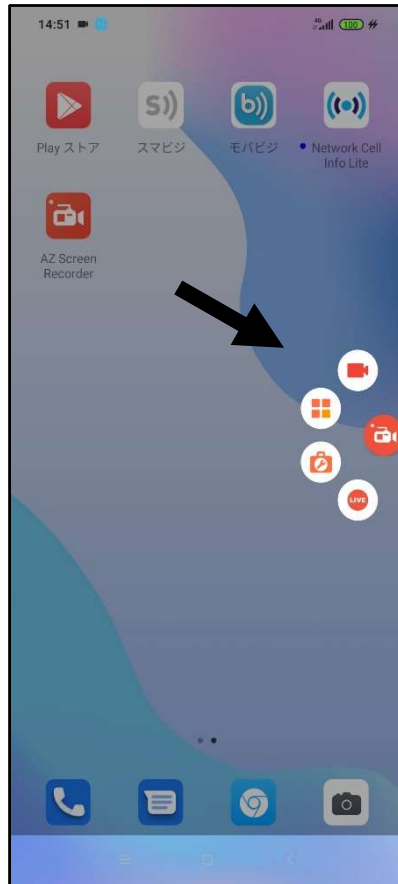 14:51
4G
100
S))
b))
Play ストア
スマビジ
モバビジ
Network Cell
Info Lite
AZ Screen
Recorder
LIVE